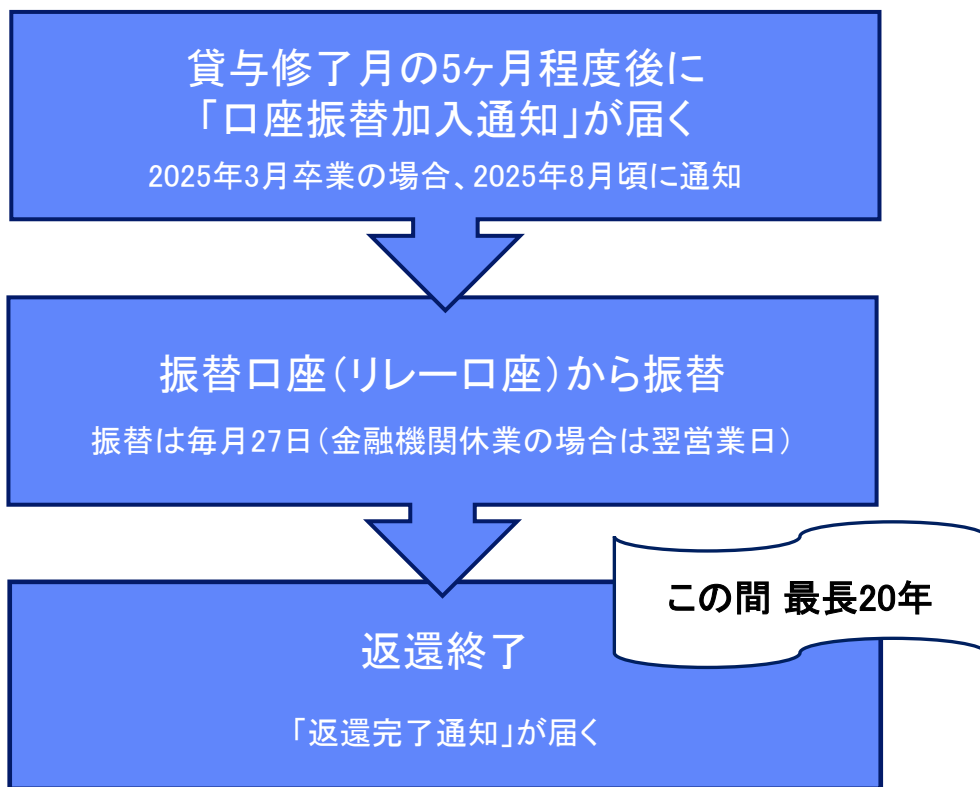 貸与修了月の5ヶ月程度後に
「口座振替加入通知」が届く
2025年3月卒業の場合、2025年8月頃に通知
振替口座（リレー口座）から振替
振替は毎月27日（金融機関休業の場合は翌営業日）
この間 最長20年
返還終了
「返還完了通知」が届く